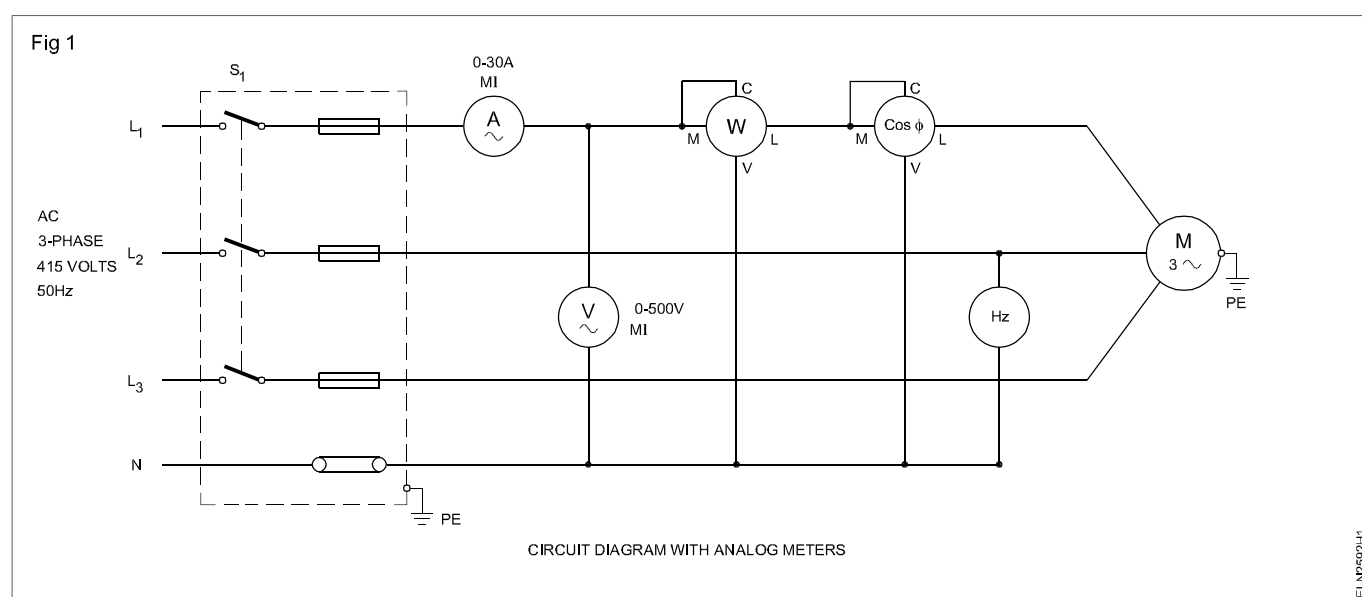 Fig 1
S1
0-30A
MI
A
L1
C
W
M
L
V
C
Cos ϕ
M
L
V
AC
3-PHASE
415 VOLTS
50Hz
L2
M
3
PE
V
0-500V
MI
Hz
L3
N
PE
CIRCUIT DIAGRAM WITH ANALOG METERS
ELN2592H1